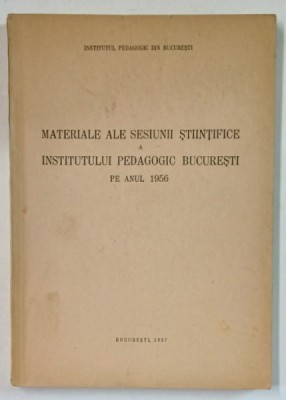 INSTITUTUL PEDAGOGIC DIN BUCUREȘTI
MATERIALE ALE SESIUNII ȘTIINȚIFICE
A
INSTITUTULUI PEDAGOGIC BUCUREȘTI
PE ANUL 1956
BUCUREȘTI, 1957